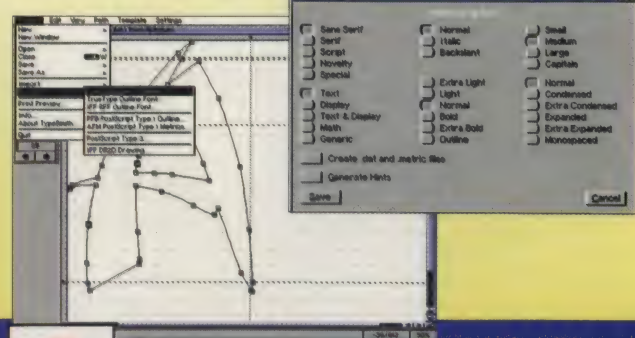 Edit View Path Template Settings
New
New Window
Open
Close
Save
Save As
Import
Print Preview
Info...
About TypeSmith
Quit
TrueType Outline Font
IFF OFF Outline Font
PFB PostScript Type 1 Outline...
AFM PostScript Type 1 Metrics...
PostScript Type 3
IFF DR2D Drawing
Sans Serif
Serif
Script
Novelty
Special
Text
Display
Text & Display
Math
Generic
Normal
Italic
Backslant
Extra Light
Light
Normal
Bold
Extra Bold
Outline
Small
Medium
Large
Capitals
Normal
Condensed
Extra Condensed
Expanded
Extra Expanded
Monospaced
Create .dat and .metric files
Generate Hints
Save
Cancel